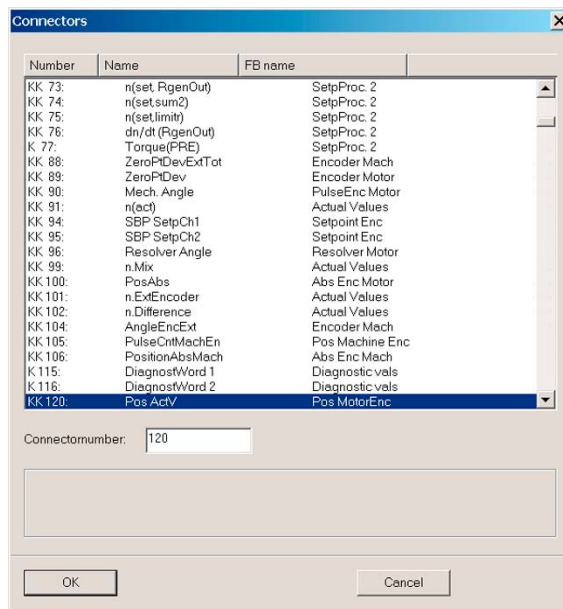 Connectors
Number Name FB name
KK 73: n(set, RgenOut) SetpProc. 2
KK 74: n(set,sum2) SetpProc. 2
KK 75: n(set,limitr) SetpProc. 2
KK 76: dn/dt (RgenOut) SetpProc. 2
K 77: Torque(PRE) SetpProc. 2
KK 88: ZeroPtDevExtTot Encoder Mach
KK 89: ZeroPtDev Encoder Motor
KK 90: Mech. Angle PulseEnc Motor
KK 91: n(act) Actual Values
KK 94: SBP SetpCh1 Setpoint Enc
KK 95: SBP SetpCh2 Setpoint Enc
KK 96: Resolver Angle Resolver Motor
KK 99: n.Mix Actual Values
KK 100: PosAbs Abs Enc Motor
KK 101: n.ExtEncoder Actual Values
KK 102: n.Difference Actual Values
KK 104: AngleEncExt Encoder Mach
KK 105: PulseCntMachEn Pos Machine Enc
KK 106: PositionAbsMach Abs Enc Mach
K 115: DiagnostWord 1 Diagnostic vals
K 116: DiagnostWord 2 Diagnostic vals
KK 120: Pos ActV Pos MotorEnc
Connectornumber: 120
OK Cancel